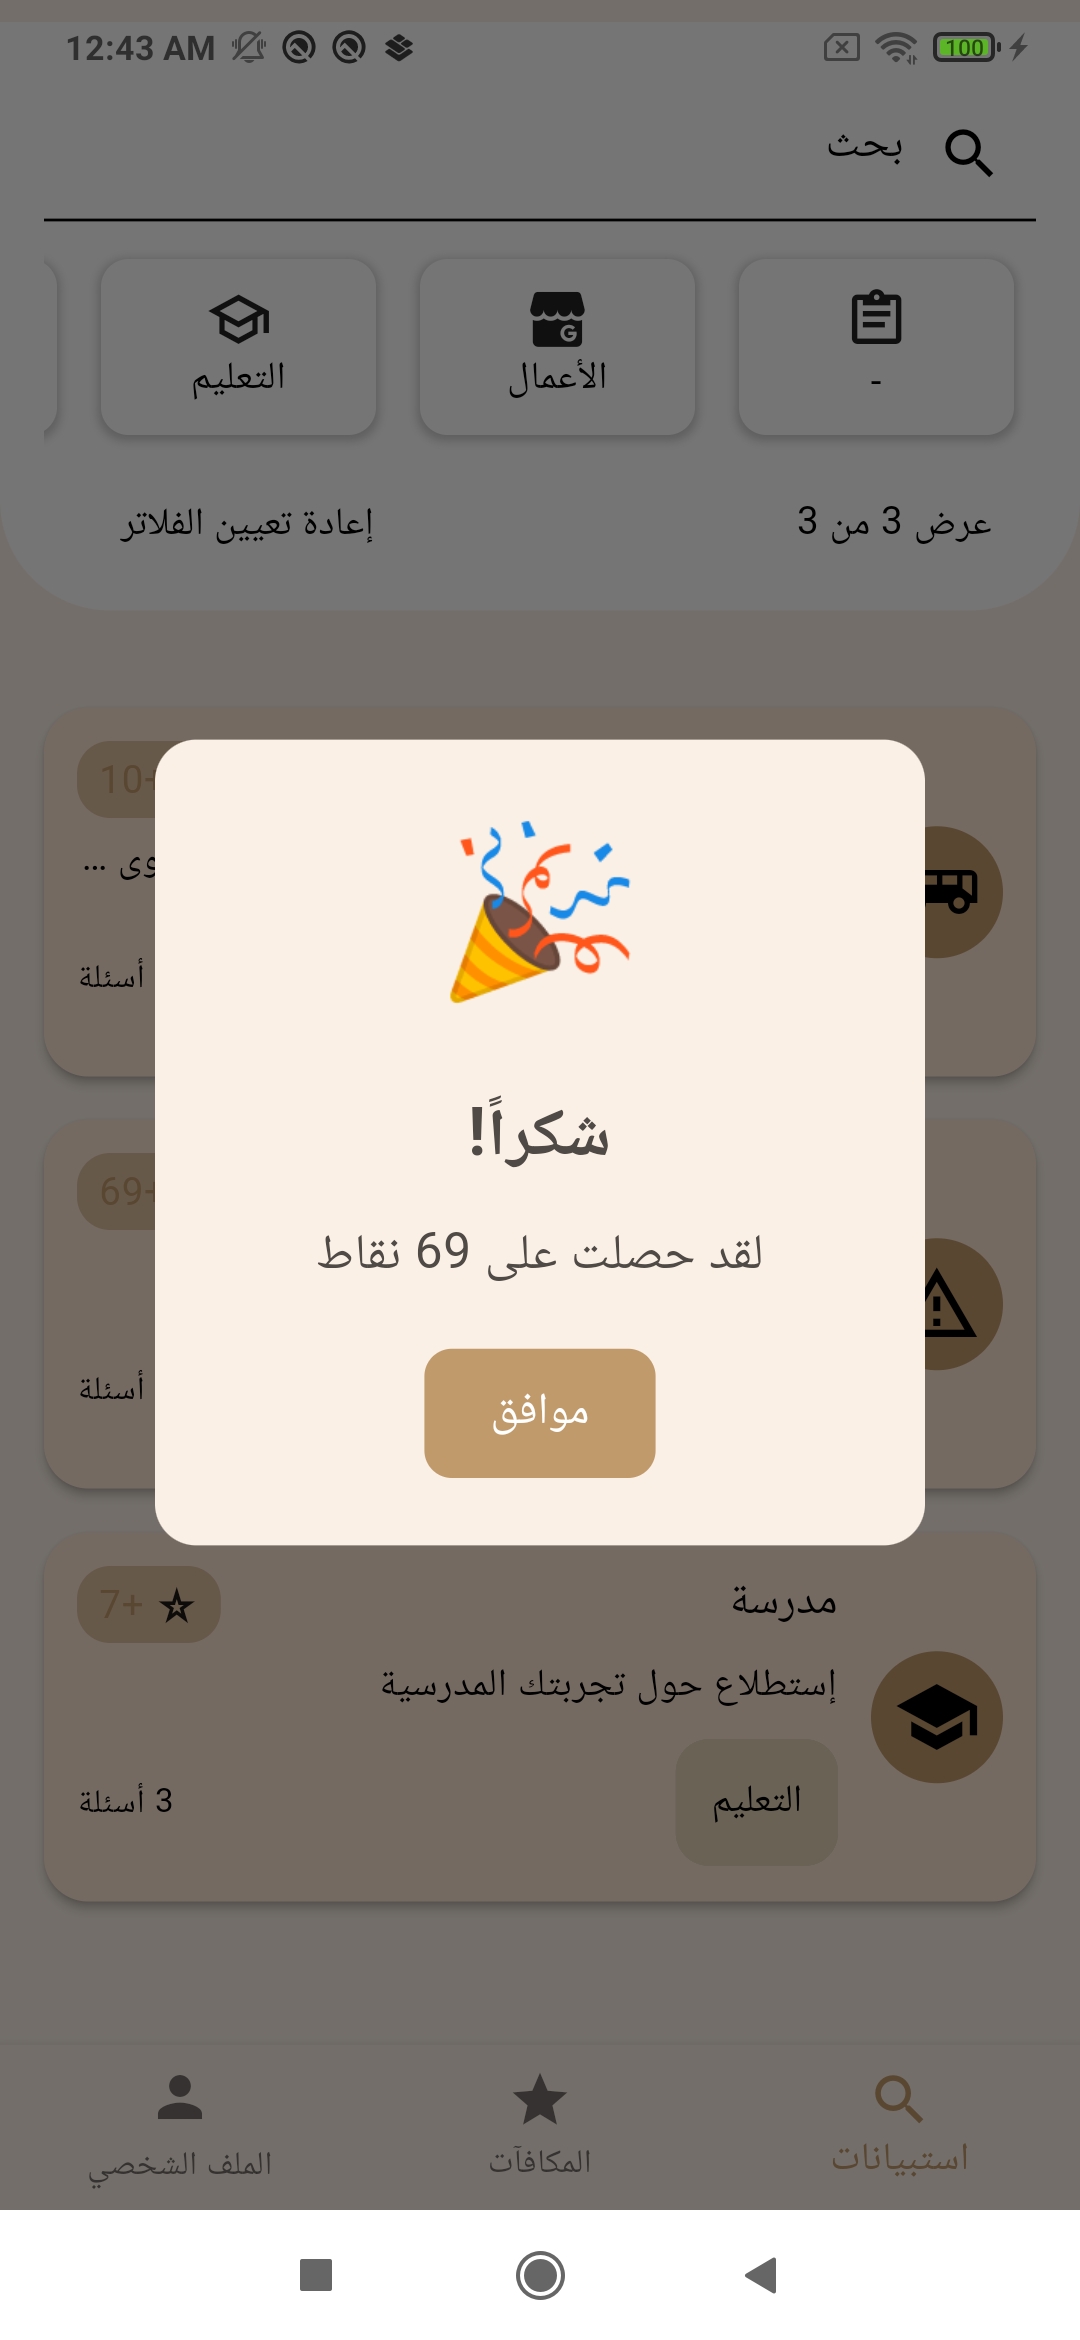 12:43 AM
100
بحث
-
الأعمال
التعليم
عرض 3 من 3
إعادة تعيين الفلاتر
10+
... وى
أسئلة
شكراً!
لقد حصلت على 69 نقاط
موافق
69+
أسئلة
مدرسة
7+
إستطلاع حول تجربتك المدرسية
التعليم
3 أسئلة
استبيانات
المكافآت
الملف الشخصي